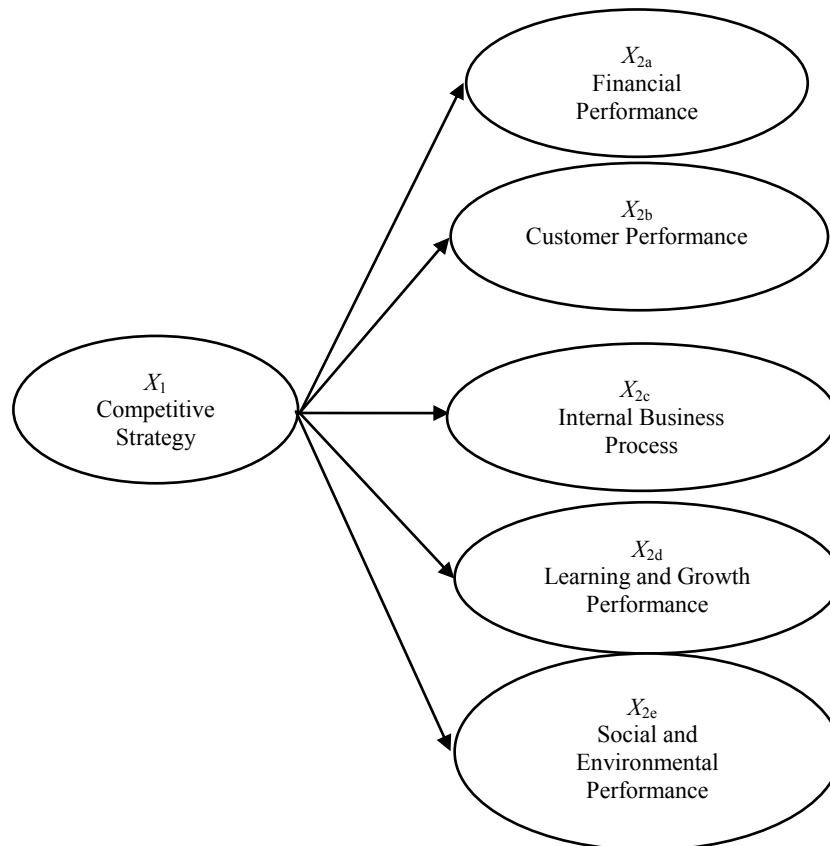 X2a
Financial
Performance
X2b
Customer Performance
X1
Competitive
Strategy
X2c
Internal Business
Process
X2d
Learning and Growth
Performance
X2e
Social and
Environmental
Performance